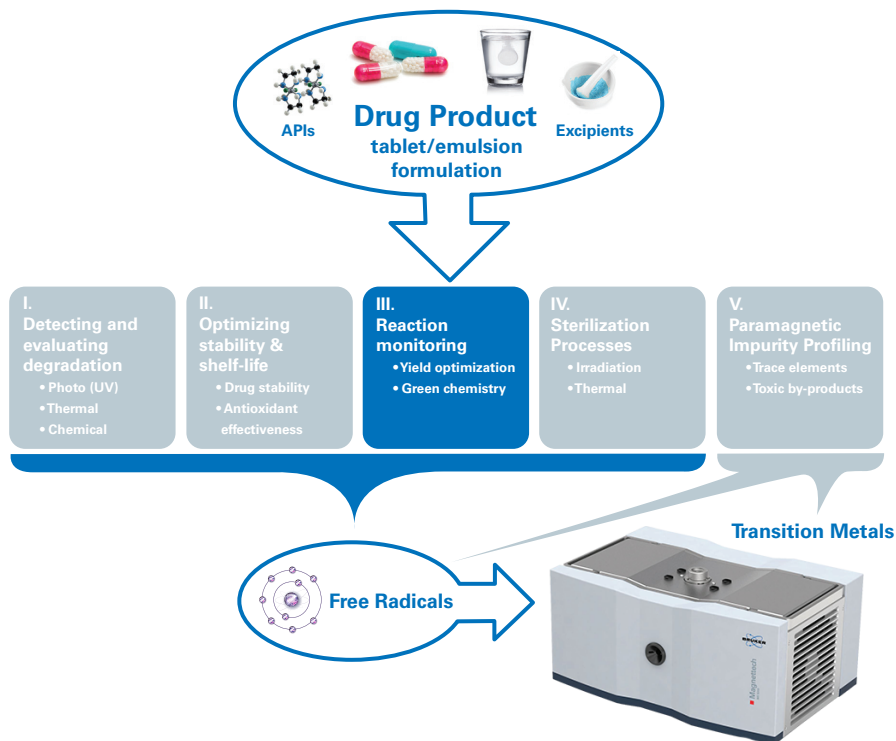 APIs
Drug Product
tablet/emulsion
formulation
Excipients
I.
Detecting and
evaluating
degradation
• Photo (UV)
• Thermal
• Chemical
II.
Optimizing
stability &
shelf-life
• Drug stability
• Antioxidant
effectiveness
III.
Reaction
monitoring
• Yield optimization
• Green chemistry
IV.
Sterilization
Processes
• Irradiation
• Thermal
V.
Paramagnetic
Impurity Profiling
• Trace elements
• Toxic by-products
Transition Metals
Free Radicals
BRUKER
Magnettech